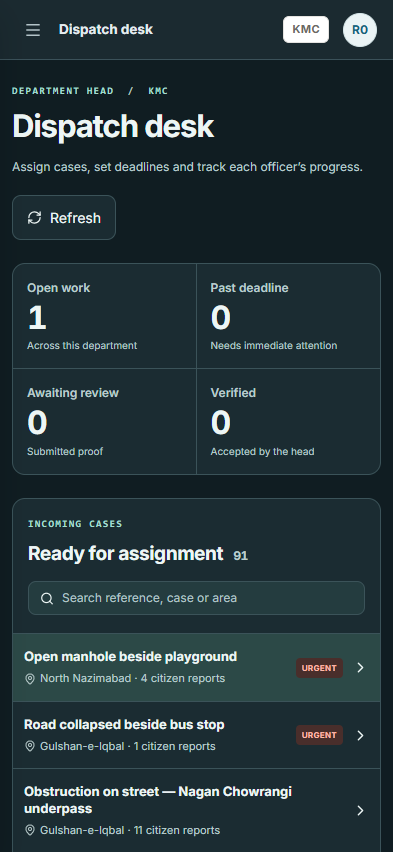 Dispatch desk
KMC
RO
DEPARTMENT HEAD / KMC
Dispatch desk
Assign cases, set deadlines and track each officer’s progress.
Refresh
Open work
1
Across this department
Past deadline
0
Needs immediate attention
Awaiting review
0
Submitted proof
Verified
0
Accepted by the head
INCOMING CASES
Ready for assignment 91
Search reference, case or area
Open manhole beside playground
North Nazimabad · 4 citizen reports
URGENT
Road collapsed beside bus stop
Gulshan-e-Iqbal · 1 citizen reports
URGENT
Obstruction on street — Nagan Chowrangi
underpass
Gulshan-e-Iqbal · 11 citizen reports